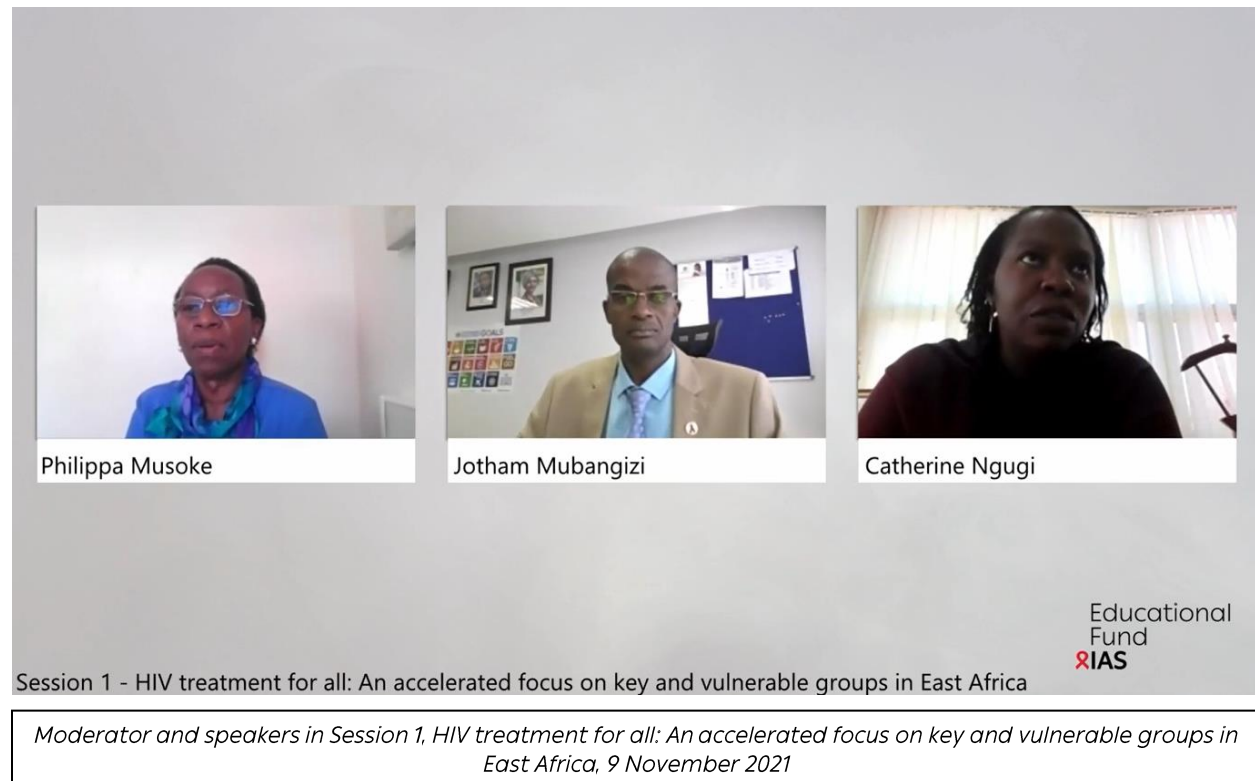 GOALS
Philippa Musoke
Jotham Mubangizi
Catherine Ngugi
Educational
Fund
IAS
Session 1 - HIV treatment for all: An accelerated focus on key and vulnerable groups in East Africa
Moderator and speakers in Session 1, HIV treatment for all: An accelerated focus on key and vulnerable groups in
East Africa, 9 November 2021